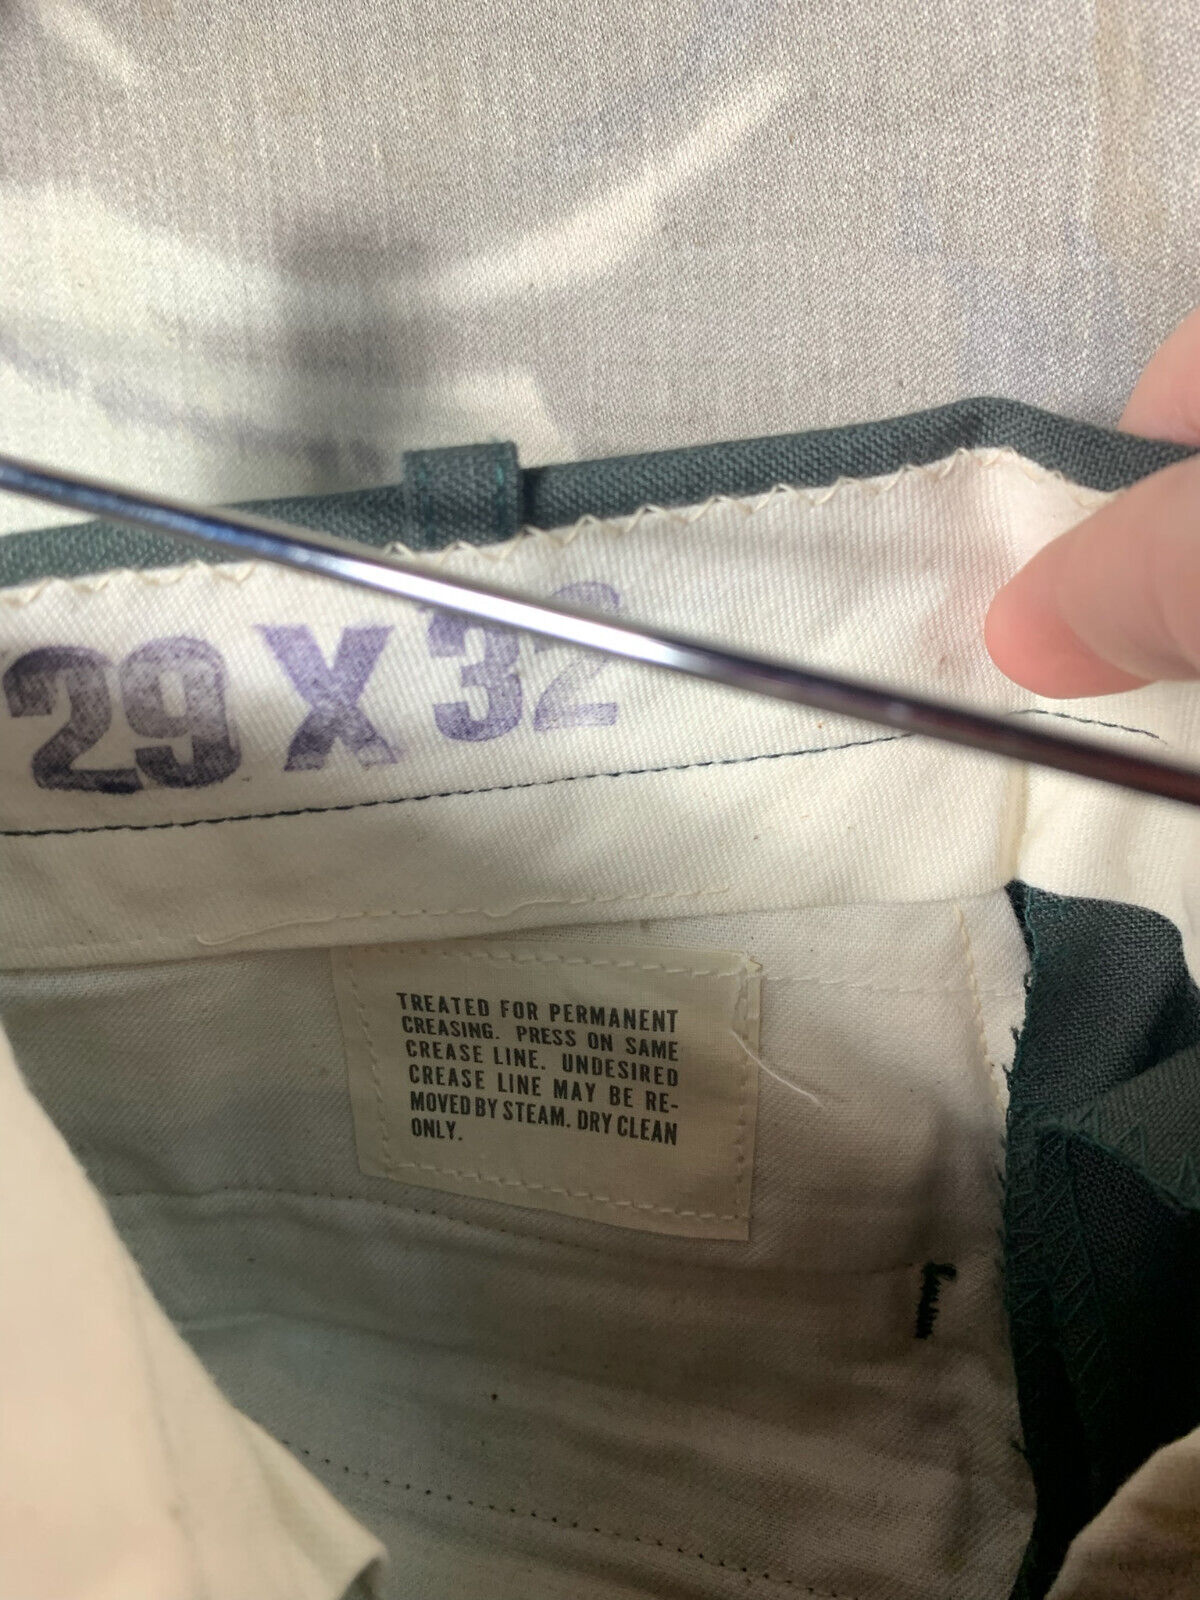 29 X 32
TREATED FOR PERMANENT
CREASING. PRESS ON SAME
CREASE LINE. UNDESIRED
CREASE LINE MAY BE RE-
MOVED BY STEAM. DRY CLEAN
ONLY.